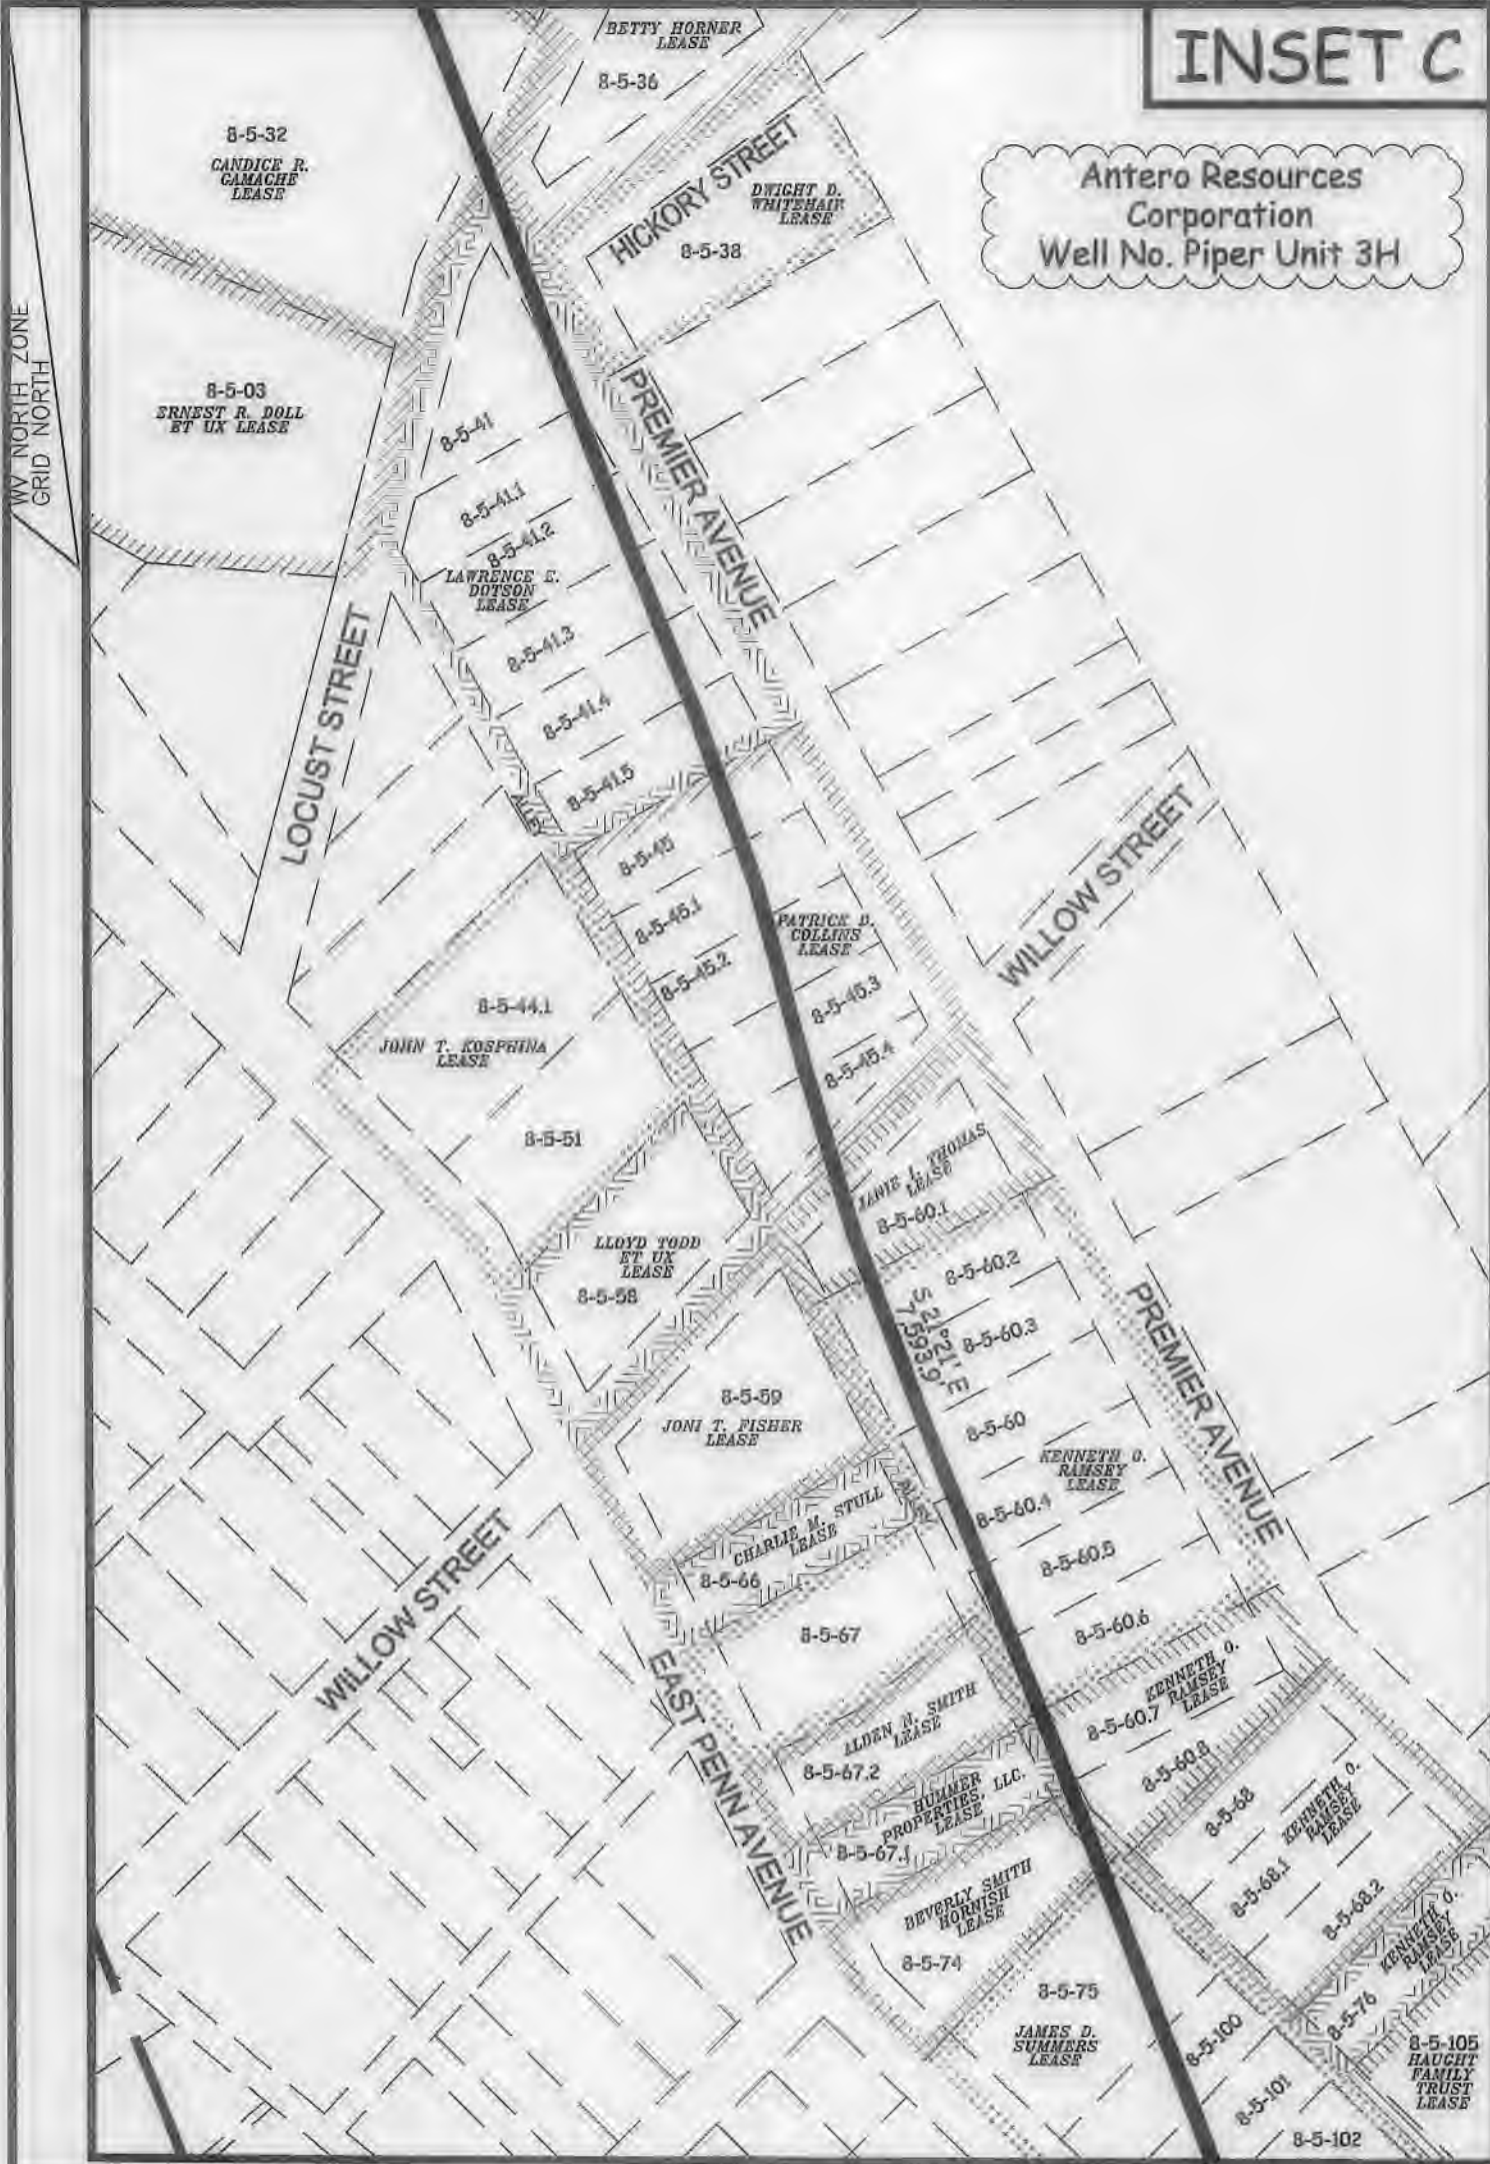 INSET C
Antero Resources
Corporation
Well No. Piper Unit 3H
WV NORTH ZONE
GRID NORTH
BETTY HORNER
LEASE
8-5-36
8-5-32
CANDICE R.
GAMACHE
LEASE
HICKORY STREET
DWIGHT D.
WHITEHAIR
LEASE
8-5-38
8-5-03
ERNEST R. DOLL
ET UX LEASE
PREMIER AVENUE
8-5-41
8-5-41.1
8-5-41.2
LAWRENCE E.
DOTSON
LEASE
8-5-41.3
8-5-41.4
8-5-41.5
LOCUST STREET
ALLEY
8-5-45
8-5-45.1
8-5-45.2
PATRICK D.
COLLINS
LEASE
8-5-45.3
8-5-45.4
WILLOW STREET
8-5-44.1
JOHN T. KOSPHINA
LEASE
8-5-51
JANIE L. THOMAS
LEASE
8-5-60.1
LLOYD TODD
ET UX
LEASE
8-5-58
8-5-60.2
S 21°21' E
7,593.9'
8-5-60.3
PREMIER AVENUE
8-5-59
JONI T. FISHER
LEASE
8-5-60
KENNETH O.
RAMSEY
LEASE
8-5-60.4
ALLEY
CHARLIE M. STULL
LEASE
8-5-66
8-5-60.5
8-5-60.6
WILLOW STREET
8-5-67
EAST PENN AVENUE
KENNETH O.
RAMSEY
LEASE
8-5-60.7
8-5-60.8
ALDEN N. SMITH
LEASE
8-5-67.2
HUMMER
PROPERTIES, LLC.
LEASE
8-5-67.1
8-5-68
KENNETH O.
RAMSEY
LEASE
8-5-68.1
8-5-68.2
BEVERLY SMITH
HORNISH
LEASE
8-5-74
KENNETH O.
RAMSEY
LEASE
8-5-75
JAMES D.
SUMMERS
LEASE
8-5-76
8-5-100
8-5-101
8-5-102
8-5-105
HAUGHT
FAMILY
TRUST
LEASE